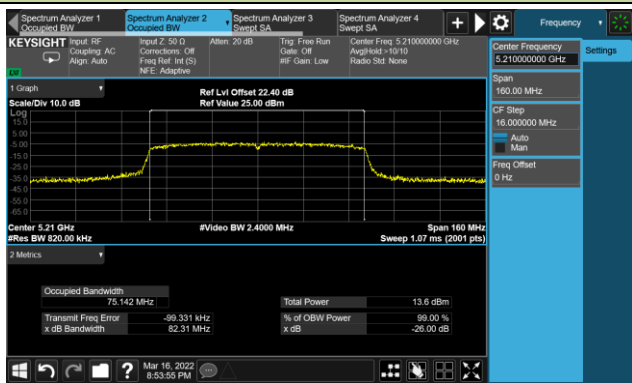 Spectrum Analyzer 1
Occupied BW
Spectrum Analyzer 2
Occupied BW
Spectrum Analyzer 3
Swept SA
Spectrum Analyzer 4
Swept SA
Frequency
KEYSIGHT
Input: RF
Coupling: AC
Align: Auto
Input Z: 50 Ω
Corrections: Off
Freq Ref: Int (S)
NFE: Adaptive
Atten: 20 dB
Trig: Free Run
Gate: Off
#IF Gain: Low
Center Freq: 5.210000000 GHz
Avg|Hold:>10/10
Radio Std: None
Center Frequency
5.210000000 GHz
Settings
Span
160.00 MHz
CF Step
16.000000 MHz
Auto
Man
Freq Offset
0 Hz
1 Graph
Scale/Div 10.0 dB
Ref Lvl Offset 22.40 dB
Ref Value 25.00 dBm
Log
15.0
5.00
-5.00
-15.0
-25.0
-35.0
-45.0
-55.0
-65.0
Center 5.21 GHz
#Res BW 820.00 kHz
#Video BW 2.4000 MHz
Span 160 MHz
Sweep 1.07 ms (2001 pts)
2 Metrics
Occupied Bandwidth
75.142 MHz
Total Power 13.6 dBm
Transmit Freq Error -99.331 kHz
% of OBW Power 99.00 %
x dB Bandwidth 82.31 MHz
x dB -26.00 dB
Mar 16, 2022
8:53:55 PM